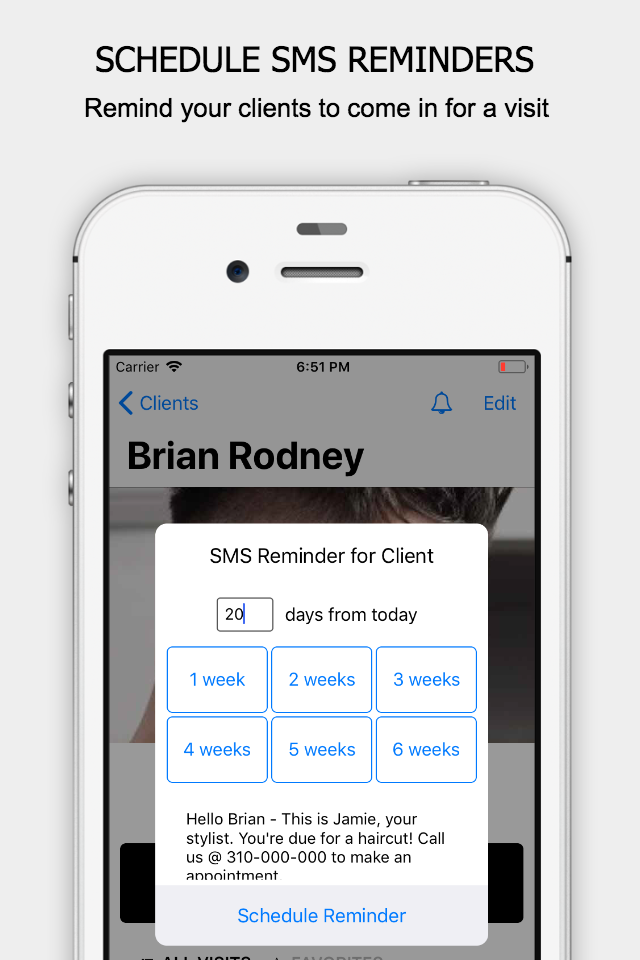 SCHEDULE SMS REMINDERS
Remind your clients to come in for a visit
Carrier 6:51 PM
Clients Edit
Brian Rodney
SMS Reminder for Client
20 days from today
1 week 2 weeks 3 weeks
4 weeks 5 weeks 6 weeks
Hello Brian - This is Jamie, your
stylist. You're due for a haircut! Call
us @ 310-000-000 to make an
appointment.
Schedule Reminder
ALL VISITS FAVORITES